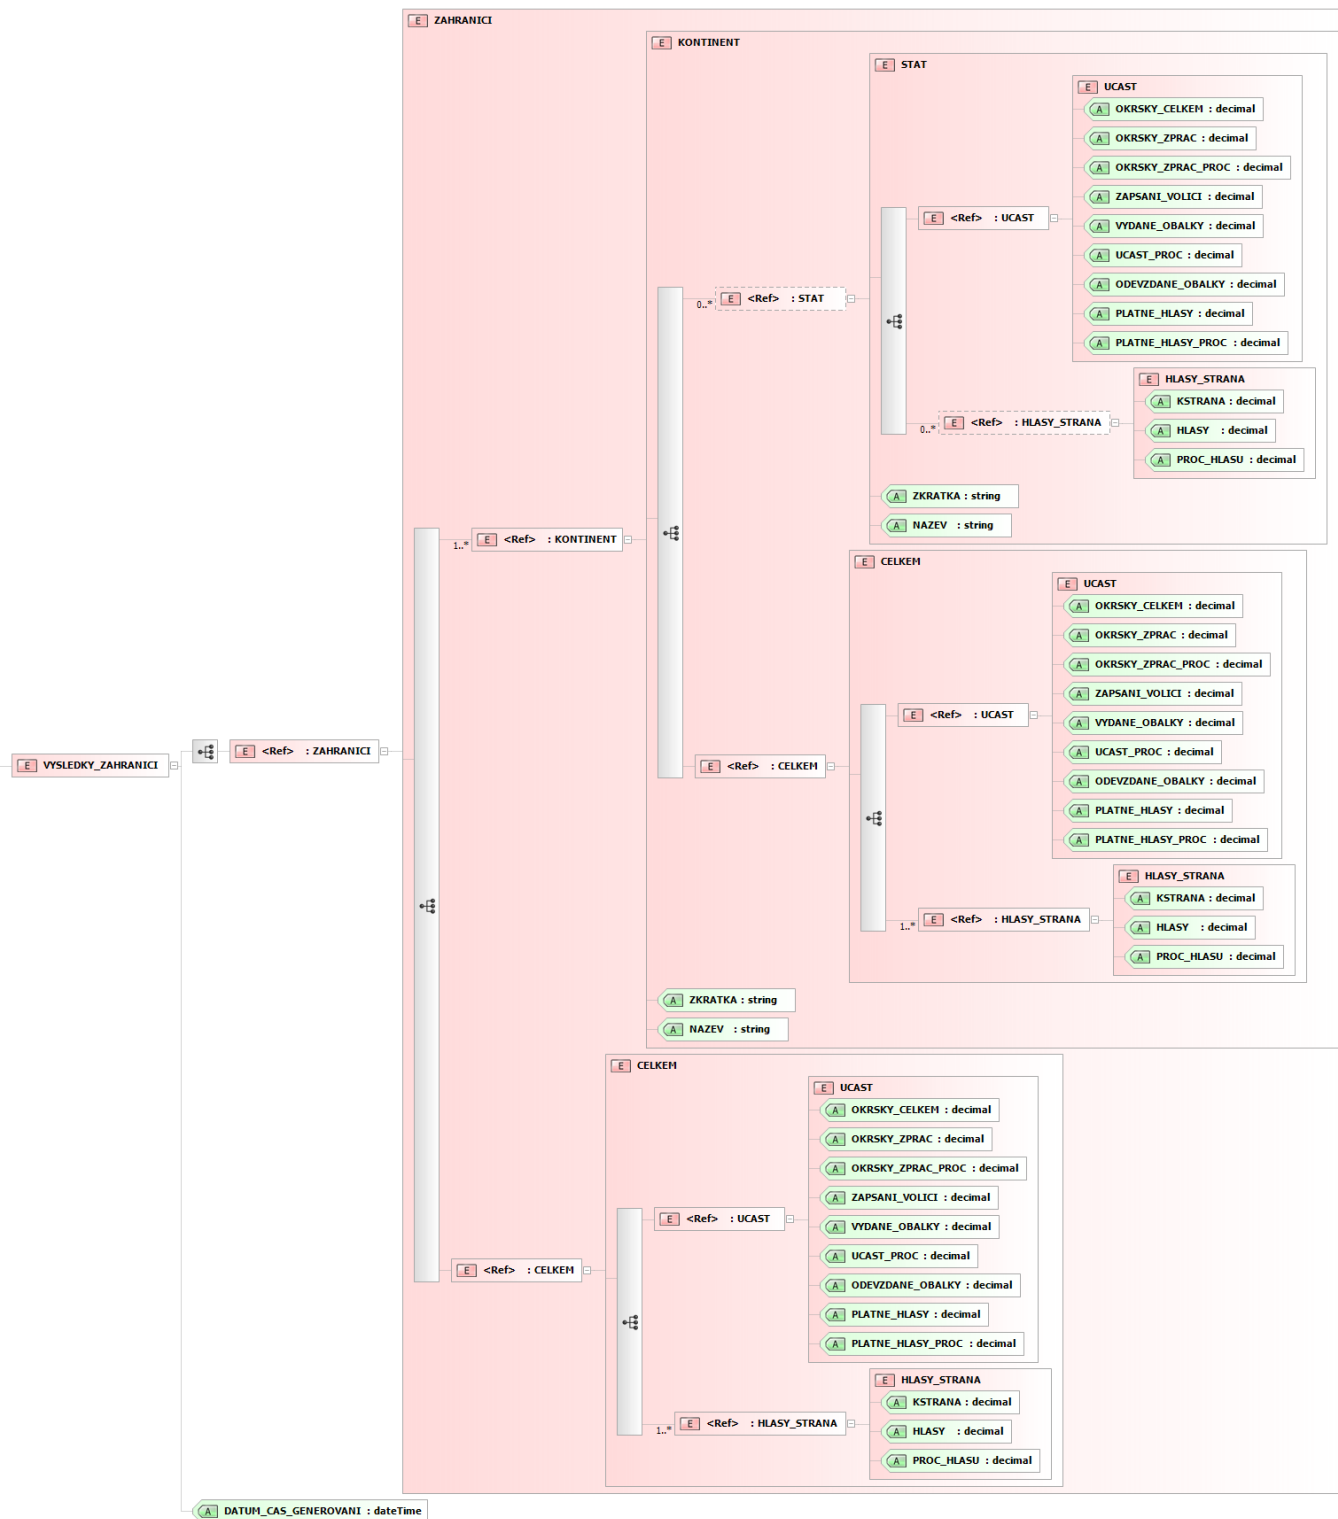 E ZAHRANICI
E KONTINENT
E STAT
E UCAST
A OKRSKY_CELKEM : decimal
A OKRSKY_ZPRAC : decimal
A OKRSKY_ZPRAC_PROC : decimal
A ZAPSANI_VOLICI : decimal
E <Ref> : UCAST
A VYDANE_OBALKY : decimal
A UCAST_PROC : decimal
A ODEVZDANE_OBALKY : decimal
0..* E <Ref> : STAT
A PLATNE_HLASY : decimal
A PLATNE_HLASY_PROC : decimal
E HLASY_STRANA
A KSTRANA : decimal
0..* E <Ref> : HLASY_STRANA
A HLASY : decimal
A PROC_HLASU : decimal
A ZKRATKA : string
A NAZEV : string
1..* E <Ref> : KONTINENT
E CELKEM
E UCAST
A OKRSKY_CELKEM : decimal
A OKRSKY_ZPRAC : decimal
A OKRSKY_ZPRAC_PROC : decimal
A ZAPSANI_VOLICI : decimal
E <Ref> : UCAST
A VYDANE_OBALKY : decimal
A UCAST_PROC : decimal
E <Ref> : ZAHRANICI
E VYSLEDKY_ZAHRANICI
E <Ref> : CELKEM
A ODEVZDANE_OBALKY : decimal
A PLATNE_HLASY : decimal
A PLATNE_HLASY_PROC : decimal
E HLASY_STRANA
A KSTRANA : decimal
1..* E <Ref> : HLASY_STRANA
A HLASY : decimal
A PROC_HLASU : decimal
A ZKRATKA : string
A NAZEV : string
E CELKEM
E UCAST
A OKRSKY_CELKEM : decimal
A OKRSKY_ZPRAC : decimal
A OKRSKY_ZPRAC_PROC : decimal
A ZAPSANI_VOLICI : decimal
E <Ref> : UCAST
A VYDANE_OBALKY : decimal
A UCAST_PROC : decimal
E <Ref> : CELKEM
A ODEVZDANE_OBALKY : decimal
A PLATNE_HLASY : decimal
A PLATNE_HLASY_PROC : decimal
E HLASY_STRANA
A KSTRANA : decimal
1..* E <Ref> : HLASY_STRANA
A HLASY : decimal
A PROC_HLASU : decimal
A DATUM_CAS_GENEROVANI : dateTime